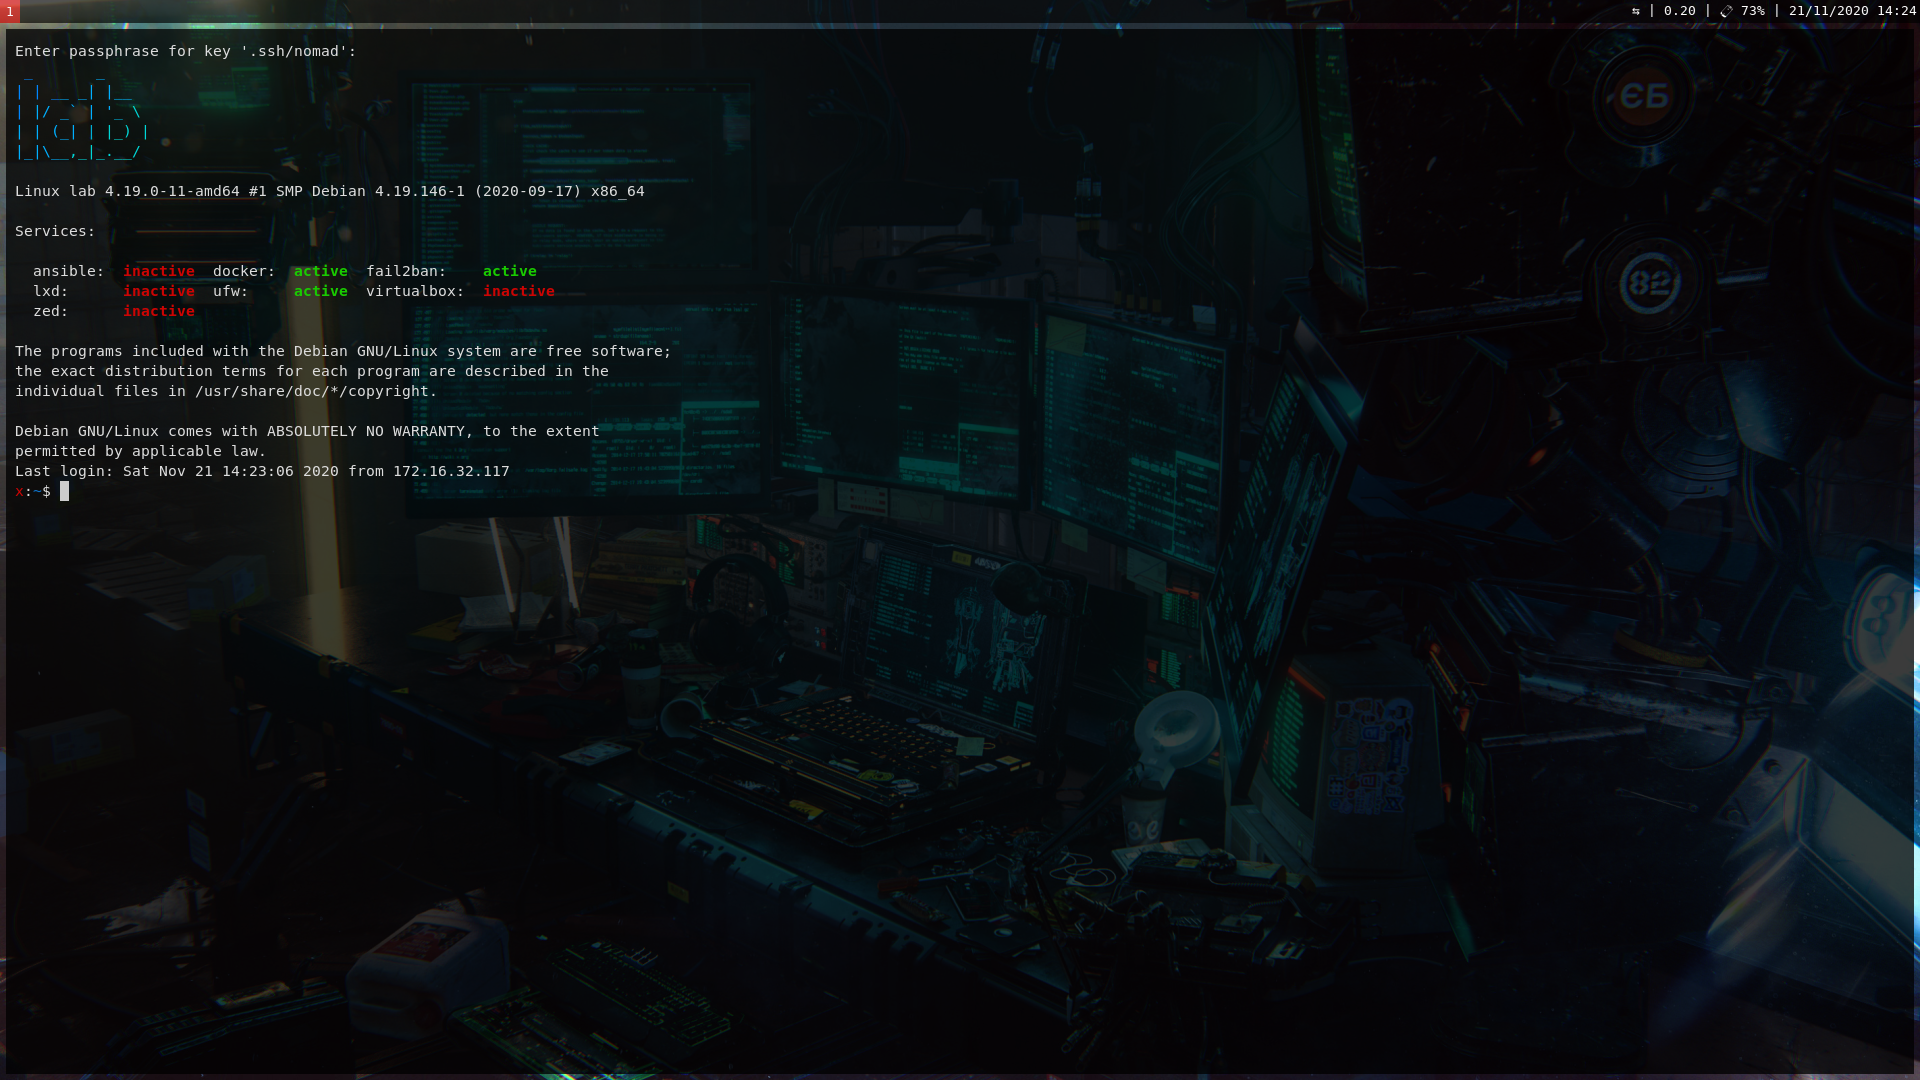 1
⇆ | 0.20 | 73% | 21/11/2020 14:24
Enter passphrase for key '.ssh/nomad':
 _       _
| | __ _| |__
| |/ _` | '_ \
| | (_| | |_) |
|_|\__,_|_.__/
Linux lab 4.19.0-11-amd64 #1 SMP Debian 4.19.146-1 (2020-09-17) x86_64
Services:
ansible: inactive docker: active fail2ban: active
lxd: inactive ufw: active virtualbox: inactive
zed: inactive
The programs included with the Debian GNU/Linux system are free software;
the exact distribution terms for each program are described in the
individual files in /usr/share/doc/*/copyright.
Debian GNU/Linux comes with ABSOLUTELY NO WARRANTY, to the extent
permitted by applicable law.
Last login: Sat Nov 21 14:23:06 2020 from 172.16.32.117
x:~$
ЄБ
82